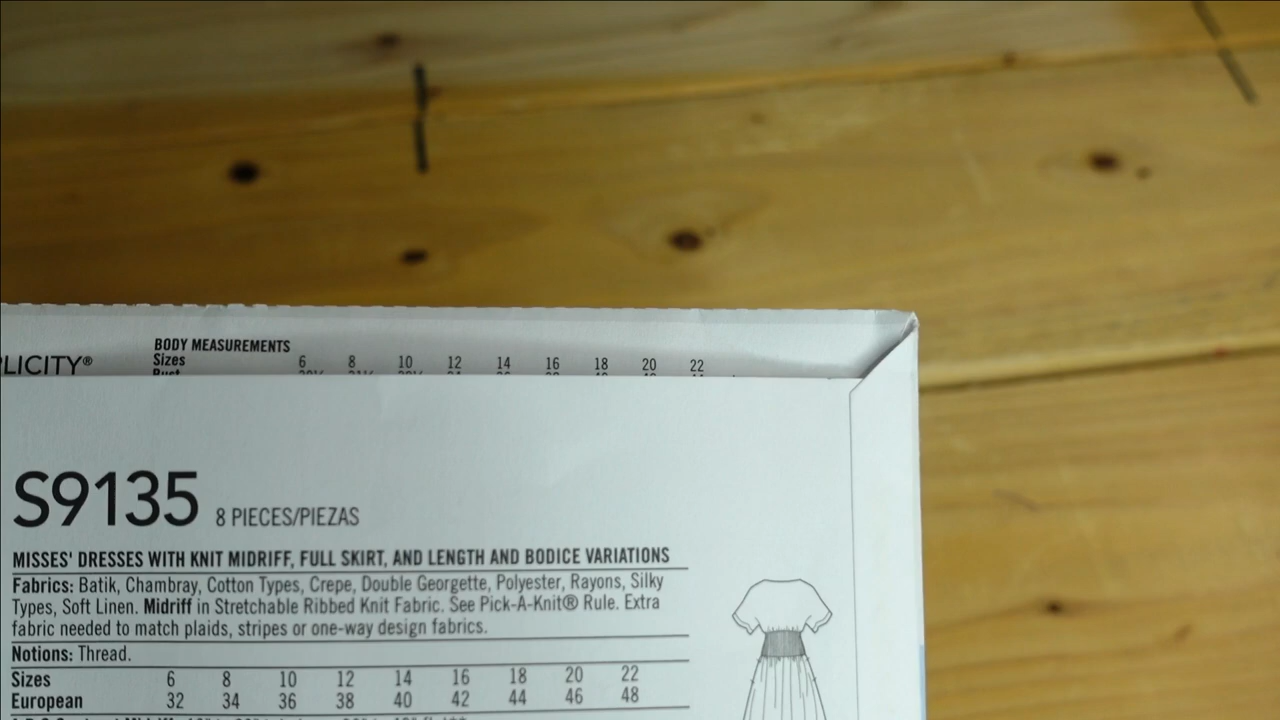 BODY MEASUREMENTS
PLICITY® Sizes 6 8 10 12 14 16 18 20 22
Bust
S9135 8 PIECES/PIEZAS
MISSES' DRESSES WITH KNIT MIDRIFF, FULL SKIRT, AND LENGTH AND BODICE VARIATIONS
Fabrics: Batik, Chambray, Cotton Types, Crepe, Double Georgette, Polyester, Rayons, Silky
Types, Soft Linen. Midriff in Stretchable Ribbed Knit Fabric. See Pick-A-Knit® Rule. Extra
fabric needed to match plaids, stripes or one-way design fabrics.
Notions: Thread.
Sizes 6 8 10 12 14 16 18 20 22
European 32 34 36 38 40 42 44 46 48